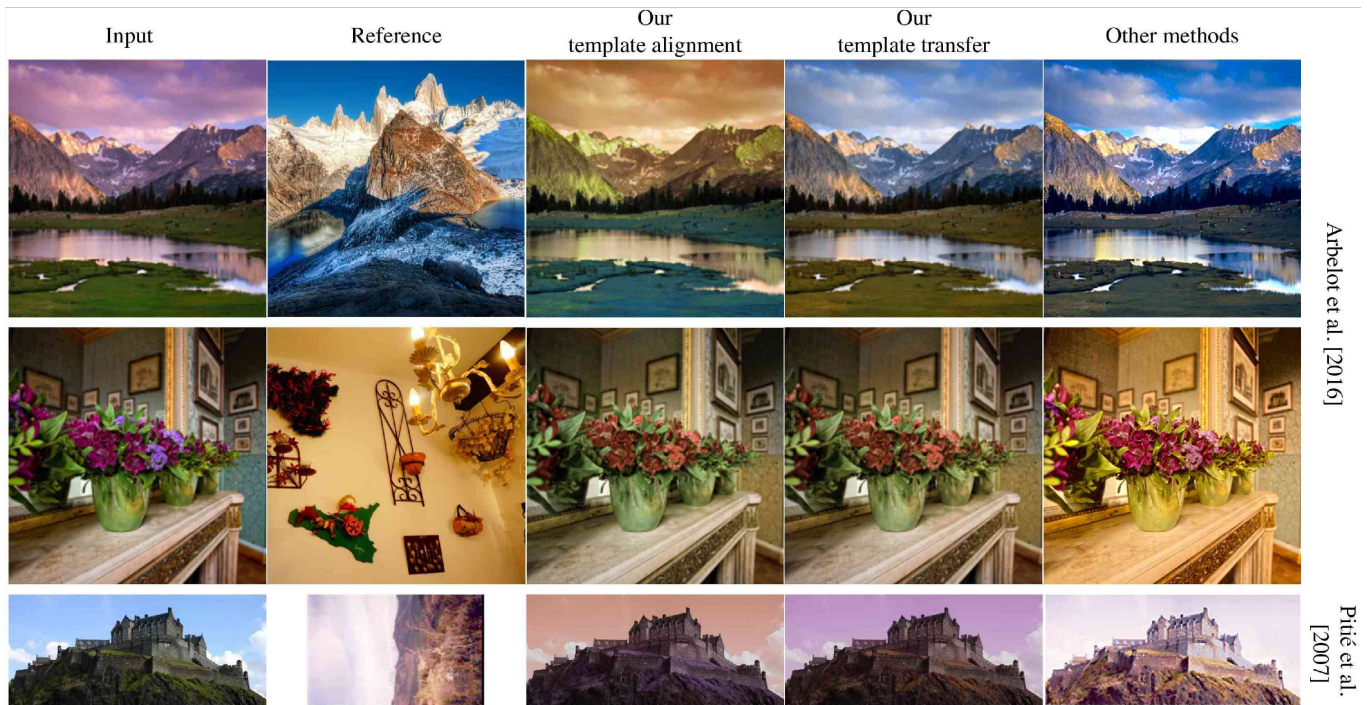 Input
Reference
Our
template alignment
Our
template transfer
Other methods
Arbelot et al. [2016]
Pitié et al.
[2007]